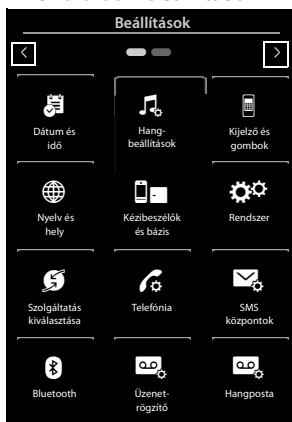 Beállítások
Dátum és
idő
Hang-
beállítások
Kijelző és
gombok
Nyelv és
hely
Kézibeszélők
és bázis
Rendszer
Szolgáltatás
kiválasztása
Telefónia
SMS
központok
Bluetooth
Üzenet-
rögzítő
Hangposta